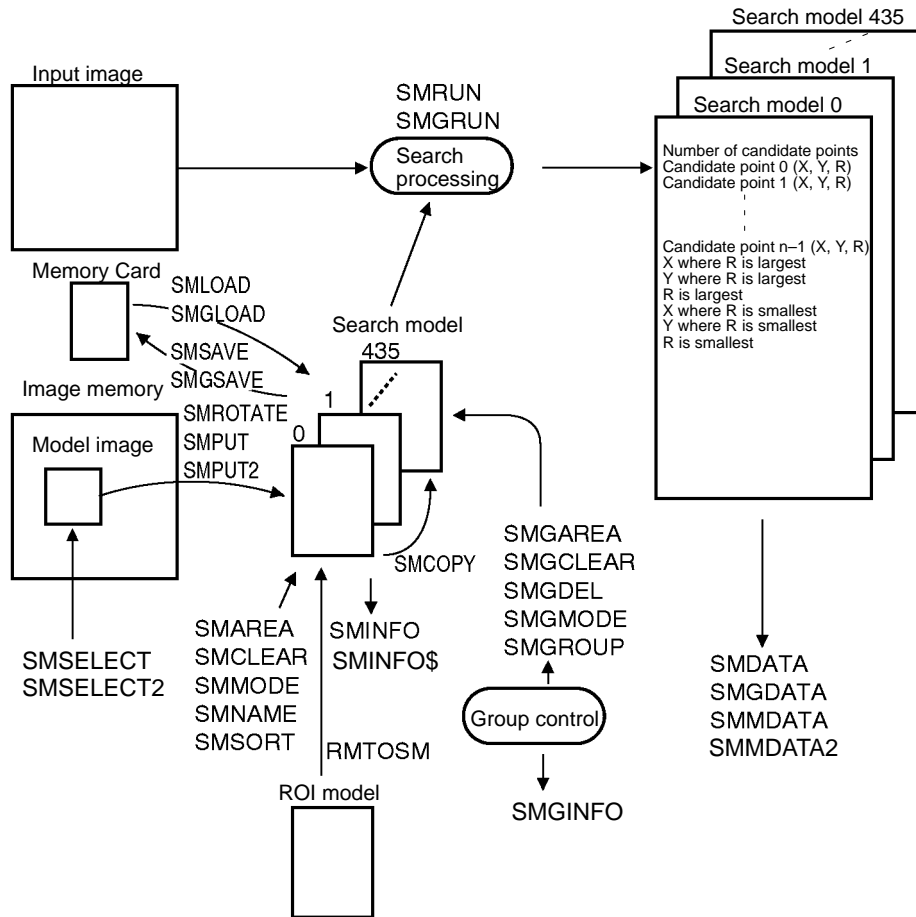 Search model 435
Input image
Search model 1
SMRUN
SMGRUN
Search model 0
Search
processing
Number of candidate points
Candidate point 0 (X, Y, R)
Candidate point 1 (X, Y, R)
Candidate point n–1 (X, Y, R)
X where R is largest
Y where R is largest
R is largest
X where R is smallest
Y where R is smallest
R is smallest
Memory Card
SMLOAD
SMGLOAD
SMSAVE
SMGSAVE
Search model
435
1
0
Image memory
SMROTATE
SMPUT
SMPUT2
Model image
SMCOPY
SMGAREA
SMGCLEAR
SMGDEL
SMGMODE
SMGROUP
SMSELECT
SMSELECT2
SMAREA
SMCLEAR
SMMODE
SMNAME
SMSORT
SMINFO
SMINFO$
SMDATA
SMGDATA
SMMDATA
SMMDATA2
Group control
RMTOSM
SMGINFO
ROI model